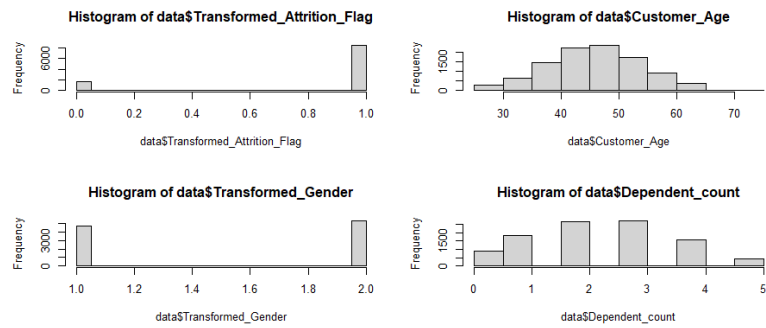 Histogram of data$Transformed_Attrition_Flag
Frequency
0 6000
0.0 0.2 0.4 0.6 0.8 1.0
data$Transformed_Attrition_Flag
Histogram of data$Customer_Age
Frequency
0 1500
30 40 50 60 70
data$Customer_Age
Histogram of data$Transformed_Gender
Frequency
0 3000
1.0 1.2 1.4 1.6 1.8 2.0
data$Transformed_Gender
Histogram of data$Dependent_count
Frequency
0 1500
0 1 2 3 4 5
data$Dependent_count